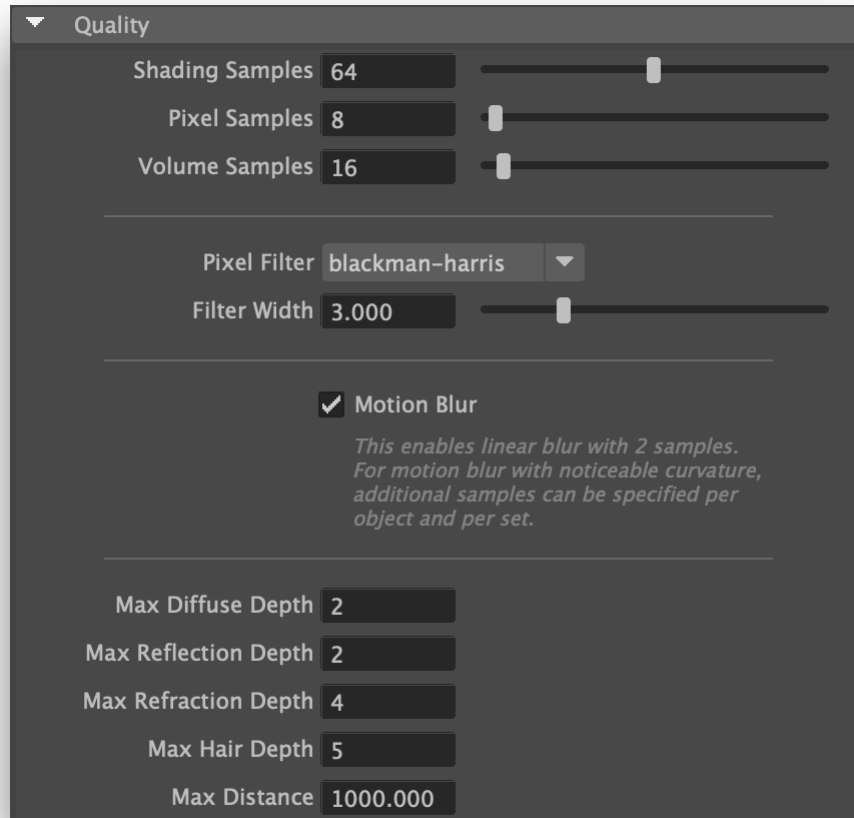 Quality
Shading Samples 64
Pixel Samples 8
Volume Samples 16
Pixel Filter blackman-harris
Filter Width 3.000
Motion Blur
This enables linear blur with 2 samples.
For motion blur with noticeable curvature,
additional samples can be specified per
object and per set.
Max Diffuse Depth 2
Max Reflection Depth 2
Max Refraction Depth 4
Max Hair Depth 5
Max Distance 1000.000